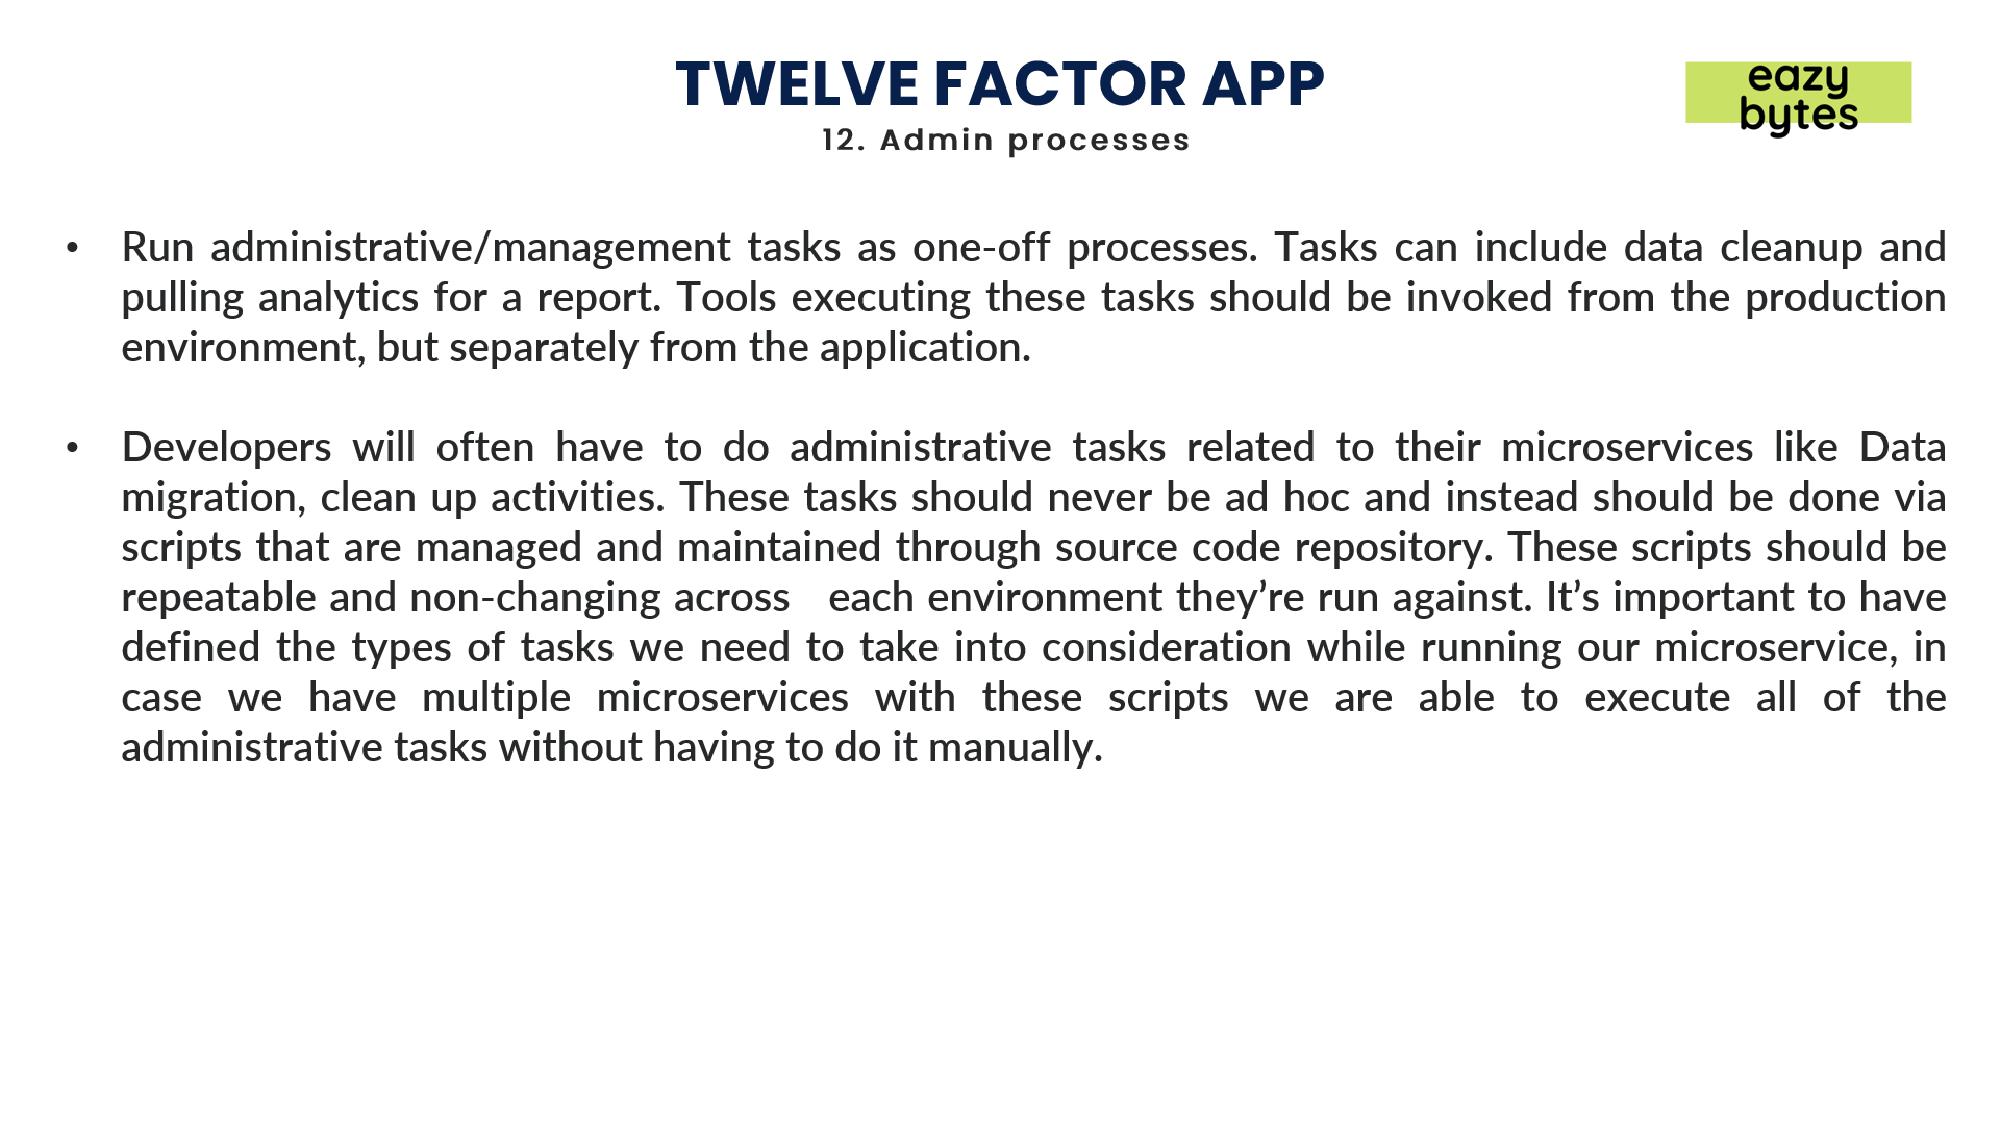 TWELVE FACTOR APP
12. Admin processes
eazy
bytes
• Run administrative/management tasks as one-off processes. Tasks can include data cleanup and
pulling analytics for a report. Tools executing these tasks should be invoked from the production
environment, but separately from the application.
• Developers will often have to do administrative tasks related to their microservices like Data
migration, clean up activities. These tasks should never be ad hoc and instead should be done via
scripts that are managed and maintained through source code repository. These scripts should be
repeatable and non-changing across each environment they’re run against. It’s important to have
defined the types of tasks we need to take into consideration while running our microservice, in
case we have multiple microservices with these scripts we are able to execute all of the
administrative tasks without having to do it manually.